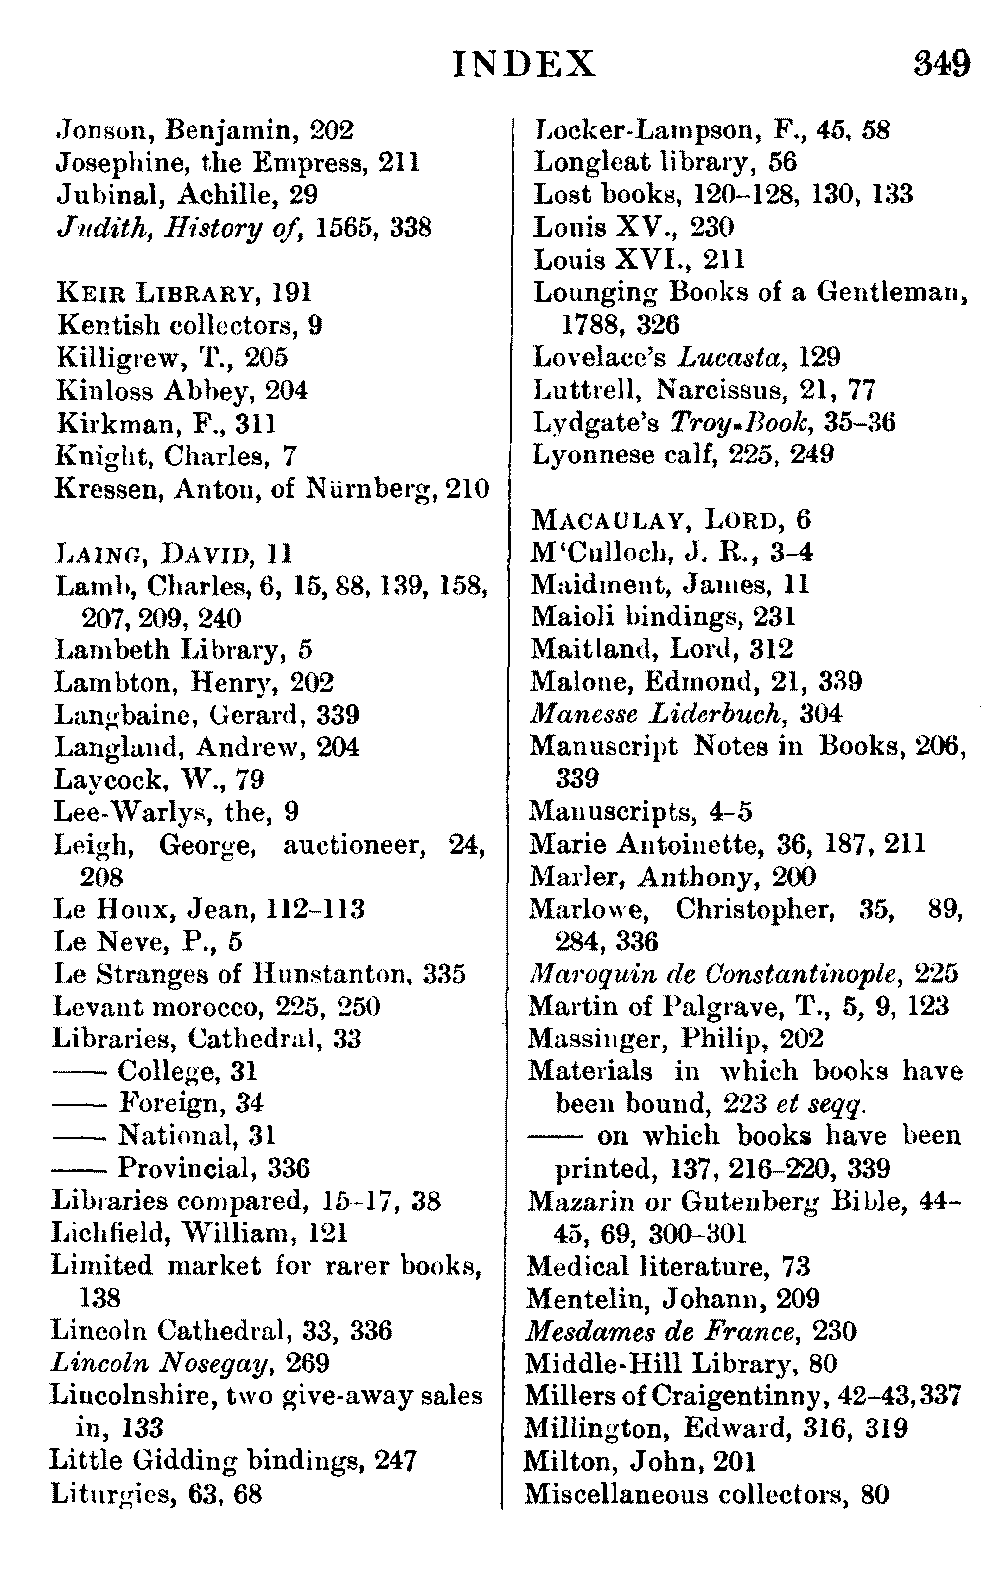 INDEX 349
Jonson, Benjamin, 202
Josephine, the Empress, 211
Jubinal, Achille, 29
Judith, History of, 1565, 338
KEIR LIBRARY, 191
Kentish collectors, 9
Killigrew, T., 205
Kinloss Abbey, 204
Kirkman, F., 311
Knight, Charles, 7
Kressen, Anton, of Nürnberg, 210
LAING, DAVID, 11
Lamb, Charles, 6, 15, 88, 139, 158,
207, 209, 240
Lambeth Library, 5
Lambton, Henry, 202
Langbaine, Gerard, 339
Langland, Andrew, 204
Laycock, W., 79
Lee-Warlys, the, 9
Leigh, George, auctioneer, 24,
208
Le Houx, Jean, 112–113
Le Neve, P., 5
Le Stranges of Hunstanton, 335
Levant morocco, 225, 250
Libraries, Cathedral, 33
—— College, 31
—— Foreign, 34
—— National, 31
—— Provincial, 336
Libraries compared, 15–17, 38
Lichfield, William, 121
Limited market for rarer books,
138
Lincoln Cathedral, 33, 336
Lincoln Nosegay, 269
Lincolnshire, two give-away sales
in, 133
Little Gidding bindings, 247
Liturgies, 63, 68
Locker-Lampson, F., 45, 58
Longleat library, 56
Lost books, 120–128, 130, 133
Louis XV., 230
Louis XVI., 211
Lounging Books of a Gentleman,
1788, 326
Lovelace's Lucasta, 129
Luttrell, Narcissus, 21, 77
Lydgate's Troy-Book, 35–36
Lyonnese calf, 225, 249
MACAULAY, LORD, 6
M‘Culloch, J. R., 3–4
Maidment, James, 11
Maioli bindings, 231
Maitland, Lord, 312
Malone, Edmond, 21, 339
Manesse Liderbuch, 304
Manuscript Notes in Books, 206,
339
Manuscripts, 4–5
Marie Antoinette, 36, 187, 211
Marler, Anthony, 200
Marlowe, Christopher, 35, 89,
284, 336
Maroquin de Constantinople, 225
Martin of Palgrave, T., 5, 9, 123
Massinger, Philip, 202
Materials in which books have
been bound, 223 et seqq.
—— on which books have been
printed, 137, 216–220, 339
Mazarin or Gutenberg Bible, 44–
45, 69, 300–301
Medical literature, 73
Mentelin, Johann, 209
Mesdames de France, 230
Middle-Hill Library, 80
Millers of Craigentinny, 42–43, 337
Millington, Edward, 316, 319
Milton, John, 201
Miscellaneous collectors, 80